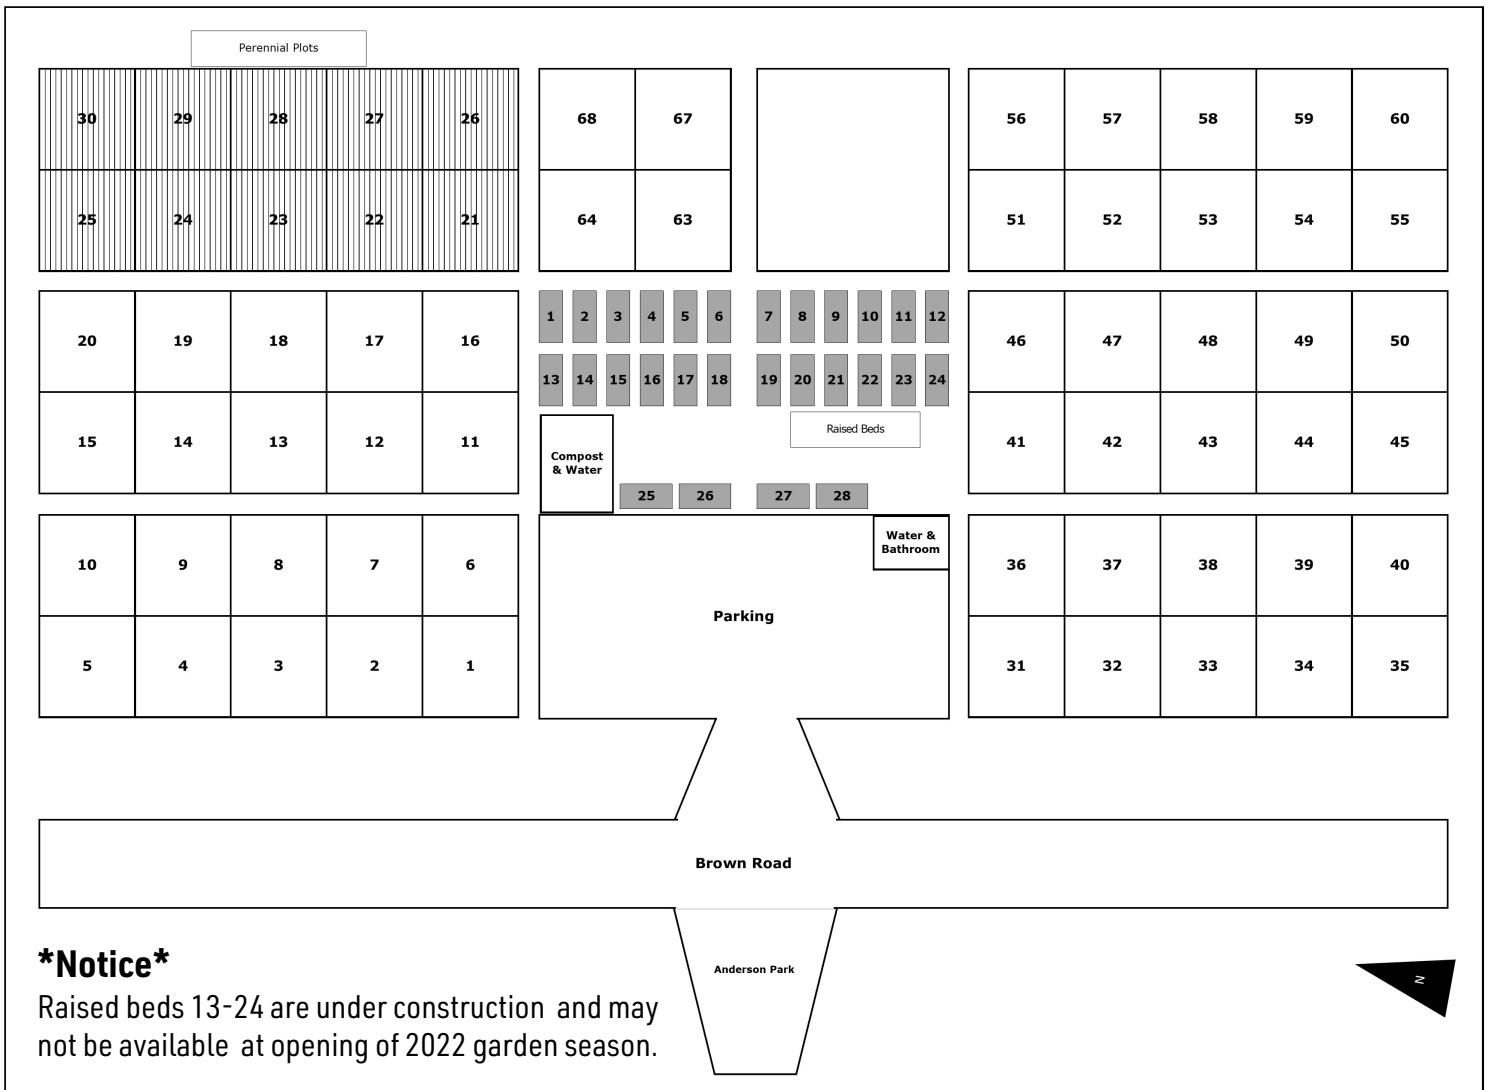 Perennial Plots
30 29 28 27 26 68 67 56 57 58 59 60
25 24 23 22 21 64 63 51 52 53 54 55
1 2 3 4 5 6 7 8 9 10 11 12
20 19 18 17 16 46 47 48 49 50
13 14 15 16 17 18 19 20 21 22 23 24
Raised Beds
15 14 13 12 11 41 42 43 44 45
Compost
& Water
25 26 27 28
Water &
Bathroom
10 9 8 7 6 36 37 38 39 40
Parking
5 4 3 2 1 31 32 33 34 35
Brown Road
Anderson Park
N
*Notice*
Raised beds 13-24 are under construction and may
not be available at opening of 2022 garden season.